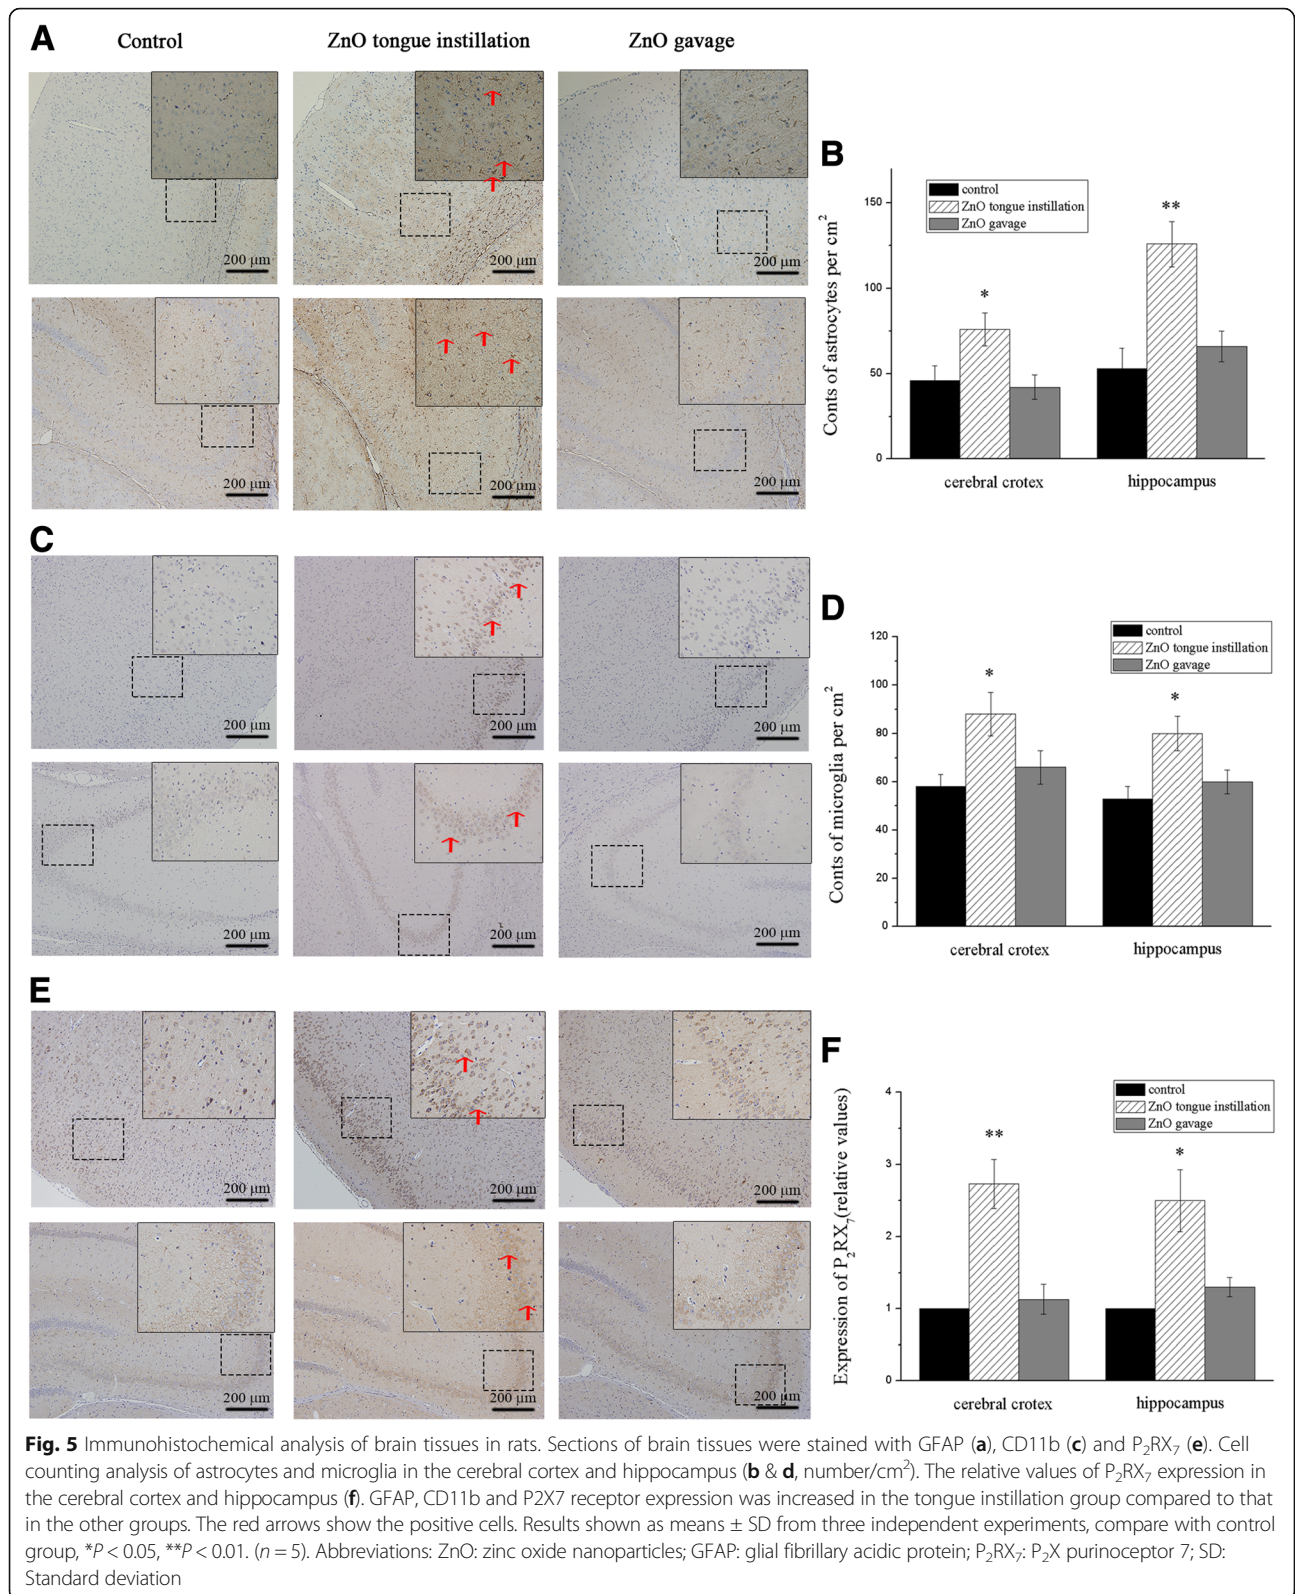 A
Control
ZnO tongue instillation
ZnO gavage
200 μm
200 μm
200 μm
200 μm
200 μm
200 μm
B
control
ZnO tongue instillation
ZnO gavage
Conts of astrocytes per cm²
150
100
50
0
*
**
cerebral crotex
hippocampus
C
200 μm
200 μm
200 μm
200 μm
200 μm
200 μm
D
control
ZnO tongue instillation
ZnO gavage
Conts of microglia per cm²
120
100
80
60
40
20
0
*
*
cerebral crotex
hippocampus
E
200 μm
200 μm
200 μm
200 μm
200 μm
200 μm
F
control
ZnO tongue instillation
ZnO gavage
Expression of P₂RX₇(relative values)
4
3
2
1
0
**
*
cerebral crotex
hippocampus
Fig. 5 Immunohistochemical analysis of brain tissues in rats. Sections of brain tissues were stained with GFAP (a), CD11b (c) and P₂RX₇ (e). Cell
counting analysis of astrocytes and microglia in the cerebral cortex and hippocampus (b & d, number/cm²). The relative values of P₂RX₇ expression in
the cerebral cortex and hippocampus (f). GFAP, CD11b and P2X7 receptor expression was increased in the tongue instillation group compared to that
in the other groups. The red arrows show the positive cells. Results shown as means ± SD from three independent experiments, compare with control
group, *P < 0.05, **P < 0.01. (n = 5). Abbreviations: ZnO: zinc oxide nanoparticles; GFAP: glial fibrillary acidic protein; P₂RX₇: P₂X purinoceptor 7; SD:
Standard deviation